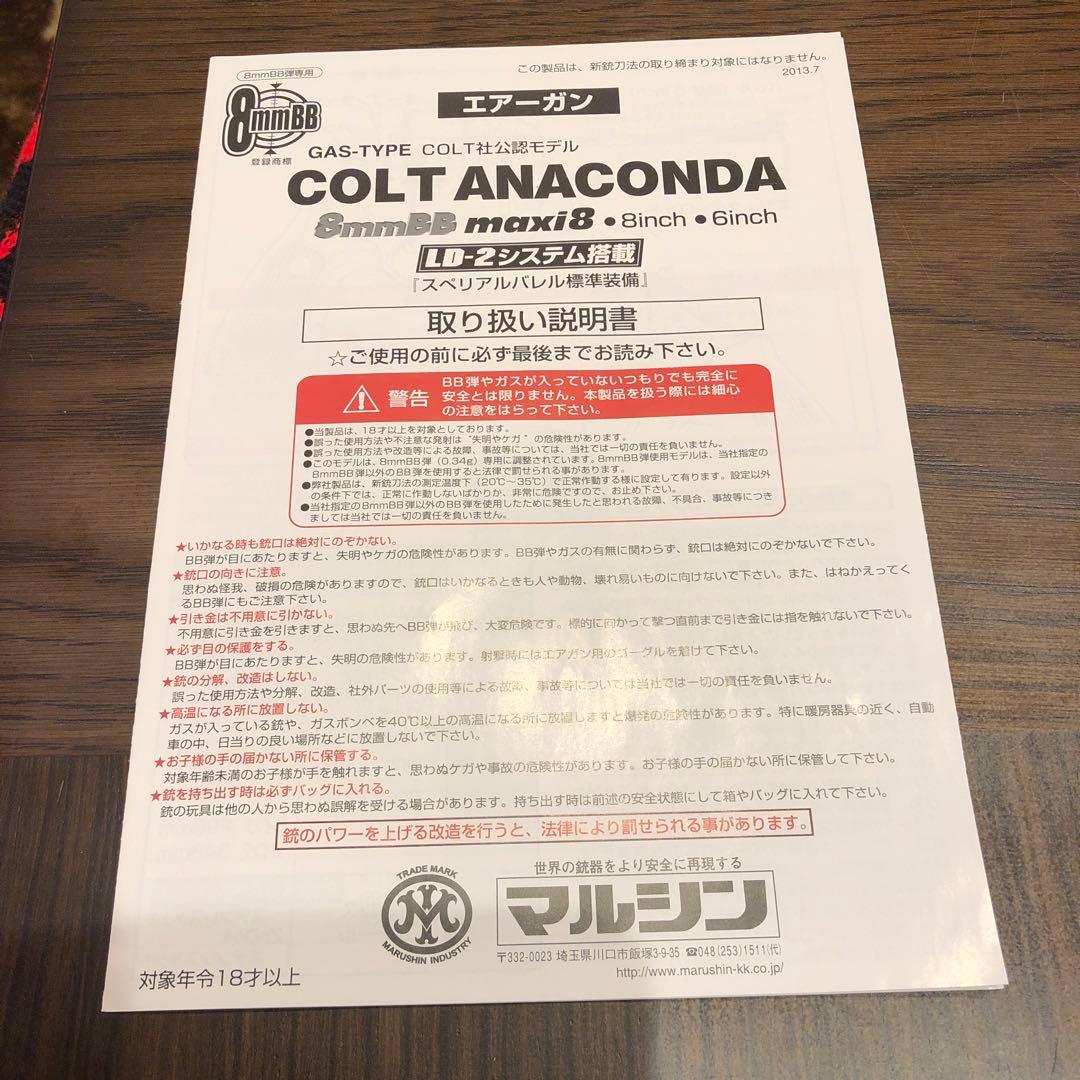 8mmBB弾専用
この製品は、新銃刀法の取り締まり対象にはなりません。
2013.7
8mmBB
登録商標
エアーガン
GAS-TYPE COLT社公認モデル
COLT ANACONDA
8mmBB maxi8 ●8inch ●6inch
LD-2システム搭載
『スペリアルバレル標準装備』
取り扱い説明書
☆ご使用の前に必ず最後までお読み下さい。
警告
BB弾やガスが入っていないつもりでも完全に
安全とは限りません。本製品を扱う際には細心
の注意をはらって下さい。
●当製品は、18才以上を対象としております。
●誤った使用方法や不注意な発射は“失明やケガ”の危険性があります。
●誤った使用方法や改造等による故障、事故等については、当社では一切の責任を負いません。
●このモデルは、8mmBB弾(0.34g)専用に調整されています。8mmBB弾使用モデルは、当社指定の
8mmBB弾以外のBB弾を使用すると法律で罰せられる事があります。
●弊社製品は、新銃刀法の測定温度下(20℃〜35℃)で正常作動する様に設定して有ります。設定以外
の条件下では、正常に作動しないばかりか、非常に危険ですので、お止め下さい。
●当社指定の8mmBB弾以外のBB弾を使用したために発生したと思われる故障、不具合、事故等につき
ましては当社では一切の責任を負いません。
★いかなる時も銃口は絶対にのぞかない。
BB弾が目にあたりますと、失明やケガの危険性があります。BB弾やガスの有無に関わらず、銃口は絶対にのぞかないで下さい。
★銃口の向きに注意。
思わぬ怪我、破損の危険がありますので、銃口はいかなるときも人や動物、壊れ易いものに向けないで下さい。また、はねかえってく
るBB弾にもご注意下さい。
★引き金は不用意に引かない。
不用意に引き金を引きますと、思わぬ先へBB弾が飛び、大変危険です。標的に向かって撃つ直前まで引き金には指を触れないで下さい。
★必ず目の保護をする。
BB弾が目にあたりますと、失明の危険性があります。射撃時にはエアガン用のゴーグルを着けて下さい。
★銃の分解、改造はしない。
誤った使用方法や分解、改造、社外パーツの使用等による故障、事故等については当社では一切の責任を負いません。
★高温になる所に放置しない。
ガスが入っている銃や、ガスボンベを40℃以上の高温になる所に放置しますと爆発の危険性があります。特に暖房器具の近く、自動
車の中、日当りの良い場所などに放置しないで下さい。
★お子様の手の届かない所に保管する。
対象年齢未満のお子様が手を触れますと、思わぬケガや事故の危険性があります。お子様の手の届かない所に保管して下さい。
★銃を持ち出す時は必ずバッグに入れる。
銃の玩具は他の人から思わぬ誤解を受ける場合があります。持ち出す時は前述の安全状態にして箱やバッグに入れて下さい。
銃のパワーを上げる改造を行うと、法律により罰せられる事があります。
TRADE MARK
MARUSHIN INDUSTRY
世界の銃器をより安全に再現する
マルシン
〒332-0023 埼玉県川口市飯塚3-9-35 ☎048(253)1511(代)
http://www.marushin-kk.co.jp/
対象年令18才以上